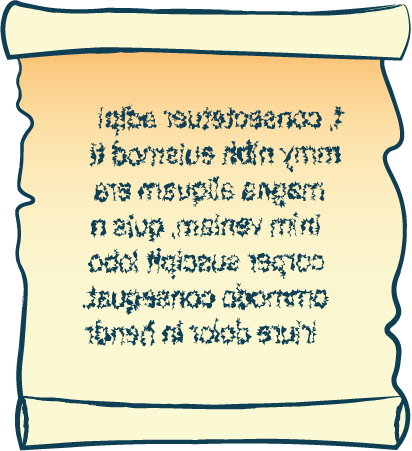 t, consectetuer adipi
mmy nibh euismod ti
magna aliquam era
inim veniam, quis n
corper suscipit lobo
ommodo consequat.
iriure dolor in hendr